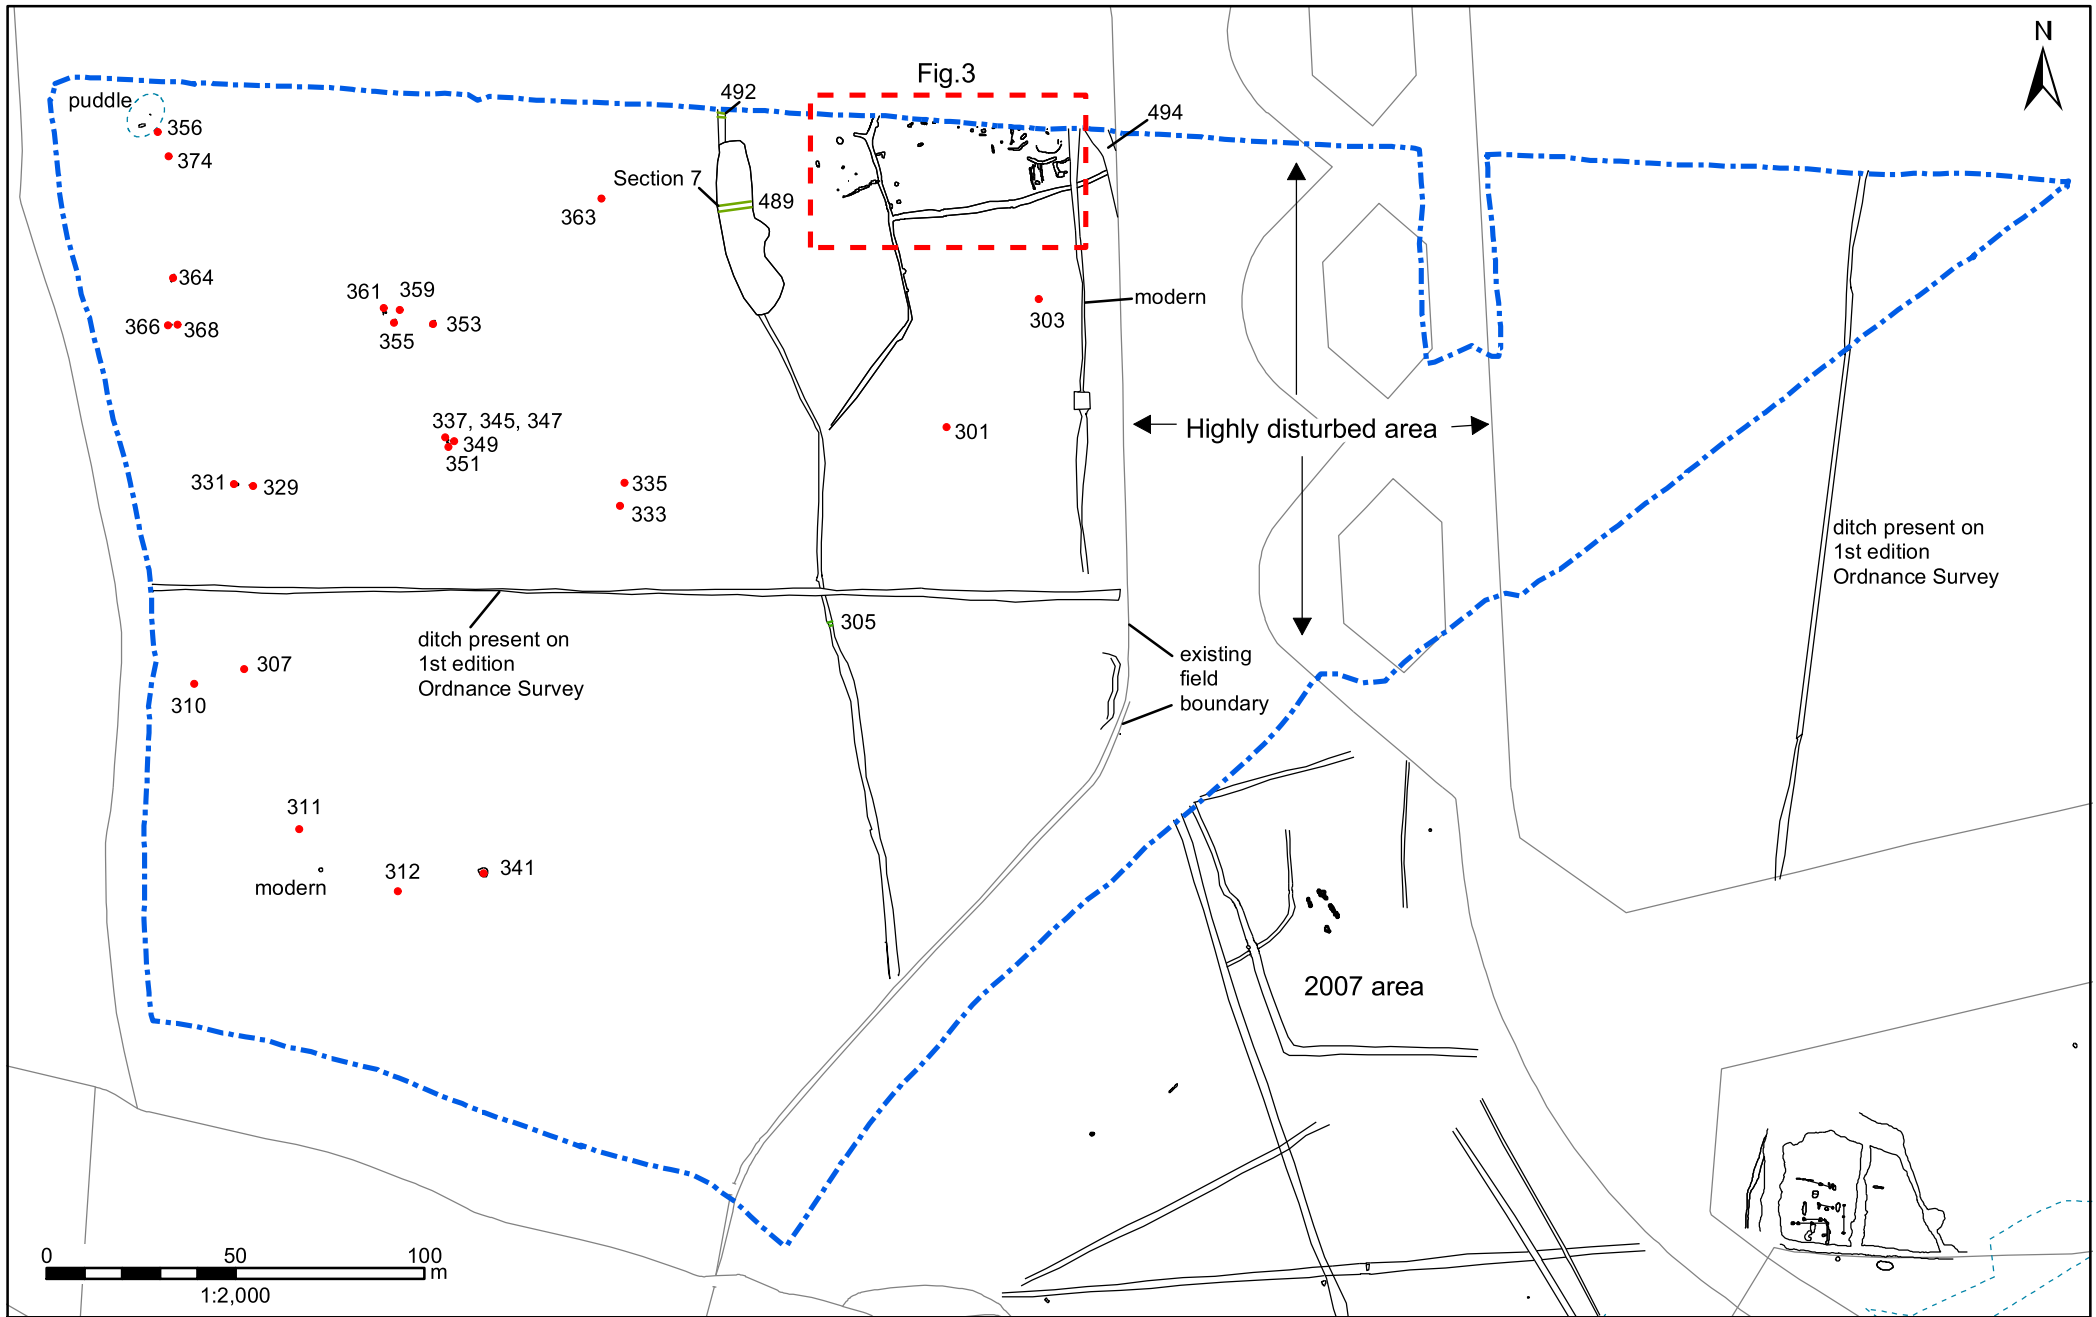 N
Fig.3
puddle
492
356
494
374
Section 7
489
363
364
361
359
modern
303
366
368
353
355
337, 345, 347
349
301
Highly disturbed area
351
331
329
335
333
ditch present on
1st edition
Ordnance Survey
305
ditch present on
1st edition
Ordnance Survey
existing
field
boundary
307
310
311
312
341
modern
2007 area
0
50
100
m
1:2,000